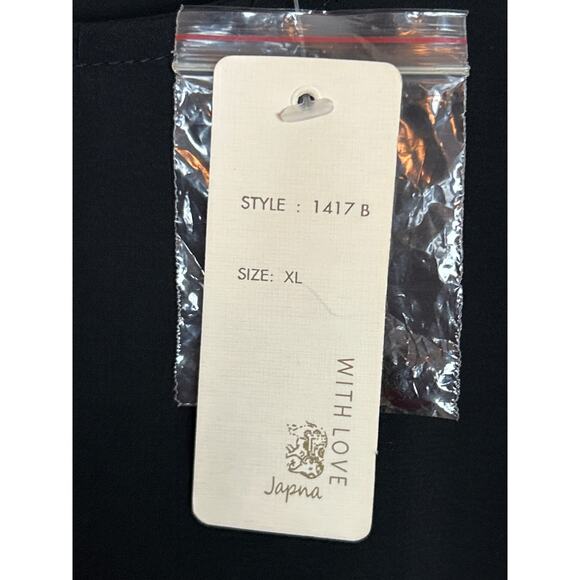 STYLE : 1417 B
SIZE: XL
WITH LOVE
Japna